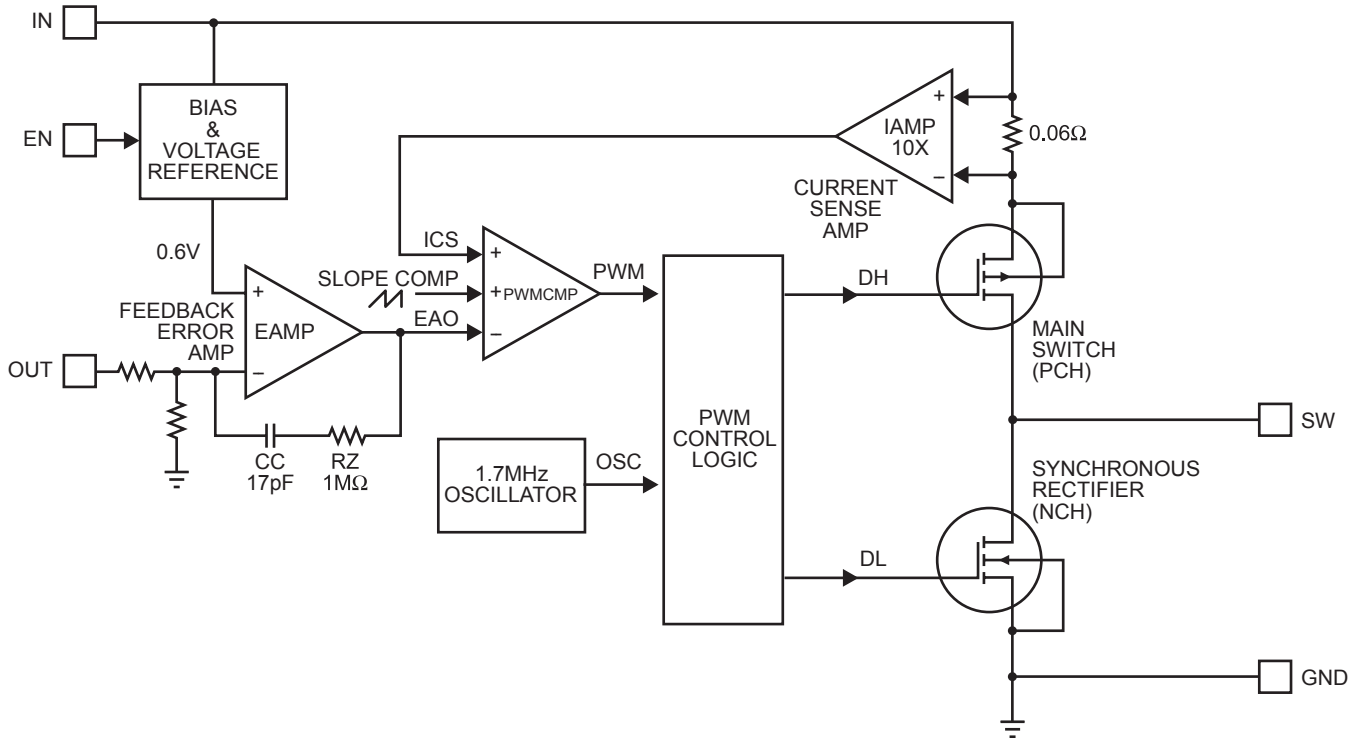 IN
BIAS
&
VOLTAGE
REFERENCE
EN
+
IAMP
10X
–
0.06Ω
CURRENT
SENSE
AMP
0.6V
ICS
+
SLOPE COMP
+
PWMCMP
PWM
EAO
–
FEEDBACK
ERROR
AMP
+
EAMP
–
OUT
CC
17pF
RZ
1MΩ
1.7MHz
OSCILLATOR
OSC
PWM
CONTROL
LOGIC
DH
MAIN
SWITCH
(PCH)
SW
SYNCHRONOUS
RECTIFIER
(NCH)
DL
GND